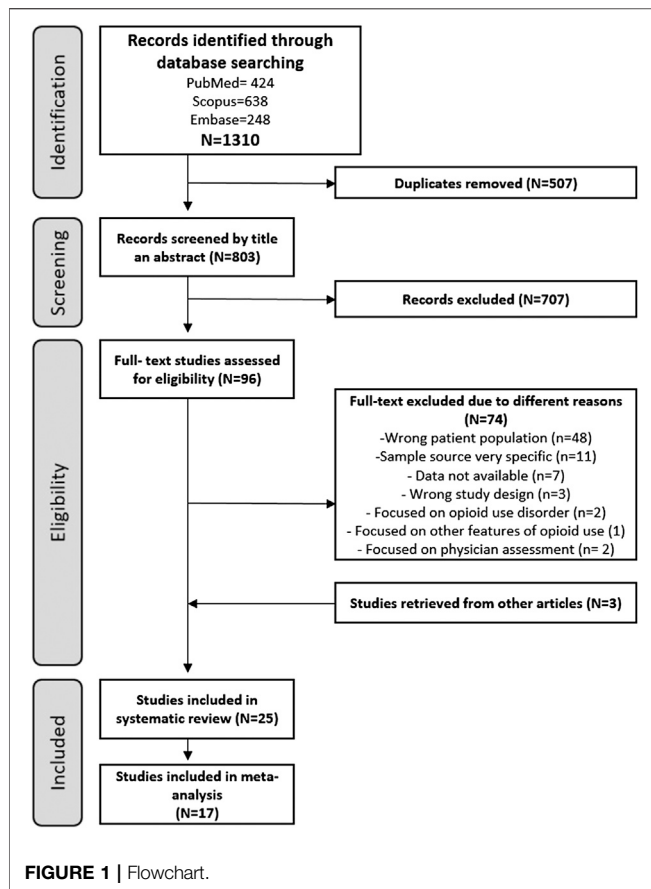 Identification
Records identified through
database searching
PubMed= 424
Scopus=638
Embase=248
N=1310
Duplicates removed (N=507)
Screening
Records screened by title
an abstract (N=803)
Records excluded (N=707)
Eligibility
Full- text studies assessed
for eligibility (N=96)
Full-text excluded due to different reasons
(N=74)
-Wrong patient population (n=48)
-Sample source very specific (n=11)
- Data not available (n=7)
- Wrong study design (n=3)
- Focused on opioid use disorder (n=2)
- Focused on other features of opioid use (1)
- Focused on physician assessment (n= 2)
Studies retrieved from other articles (N=3)
Included
Studies included in
systematic review (N=25)
Studies included in meta-
analysis
(N=17)
FIGURE 1 | Flowchart.